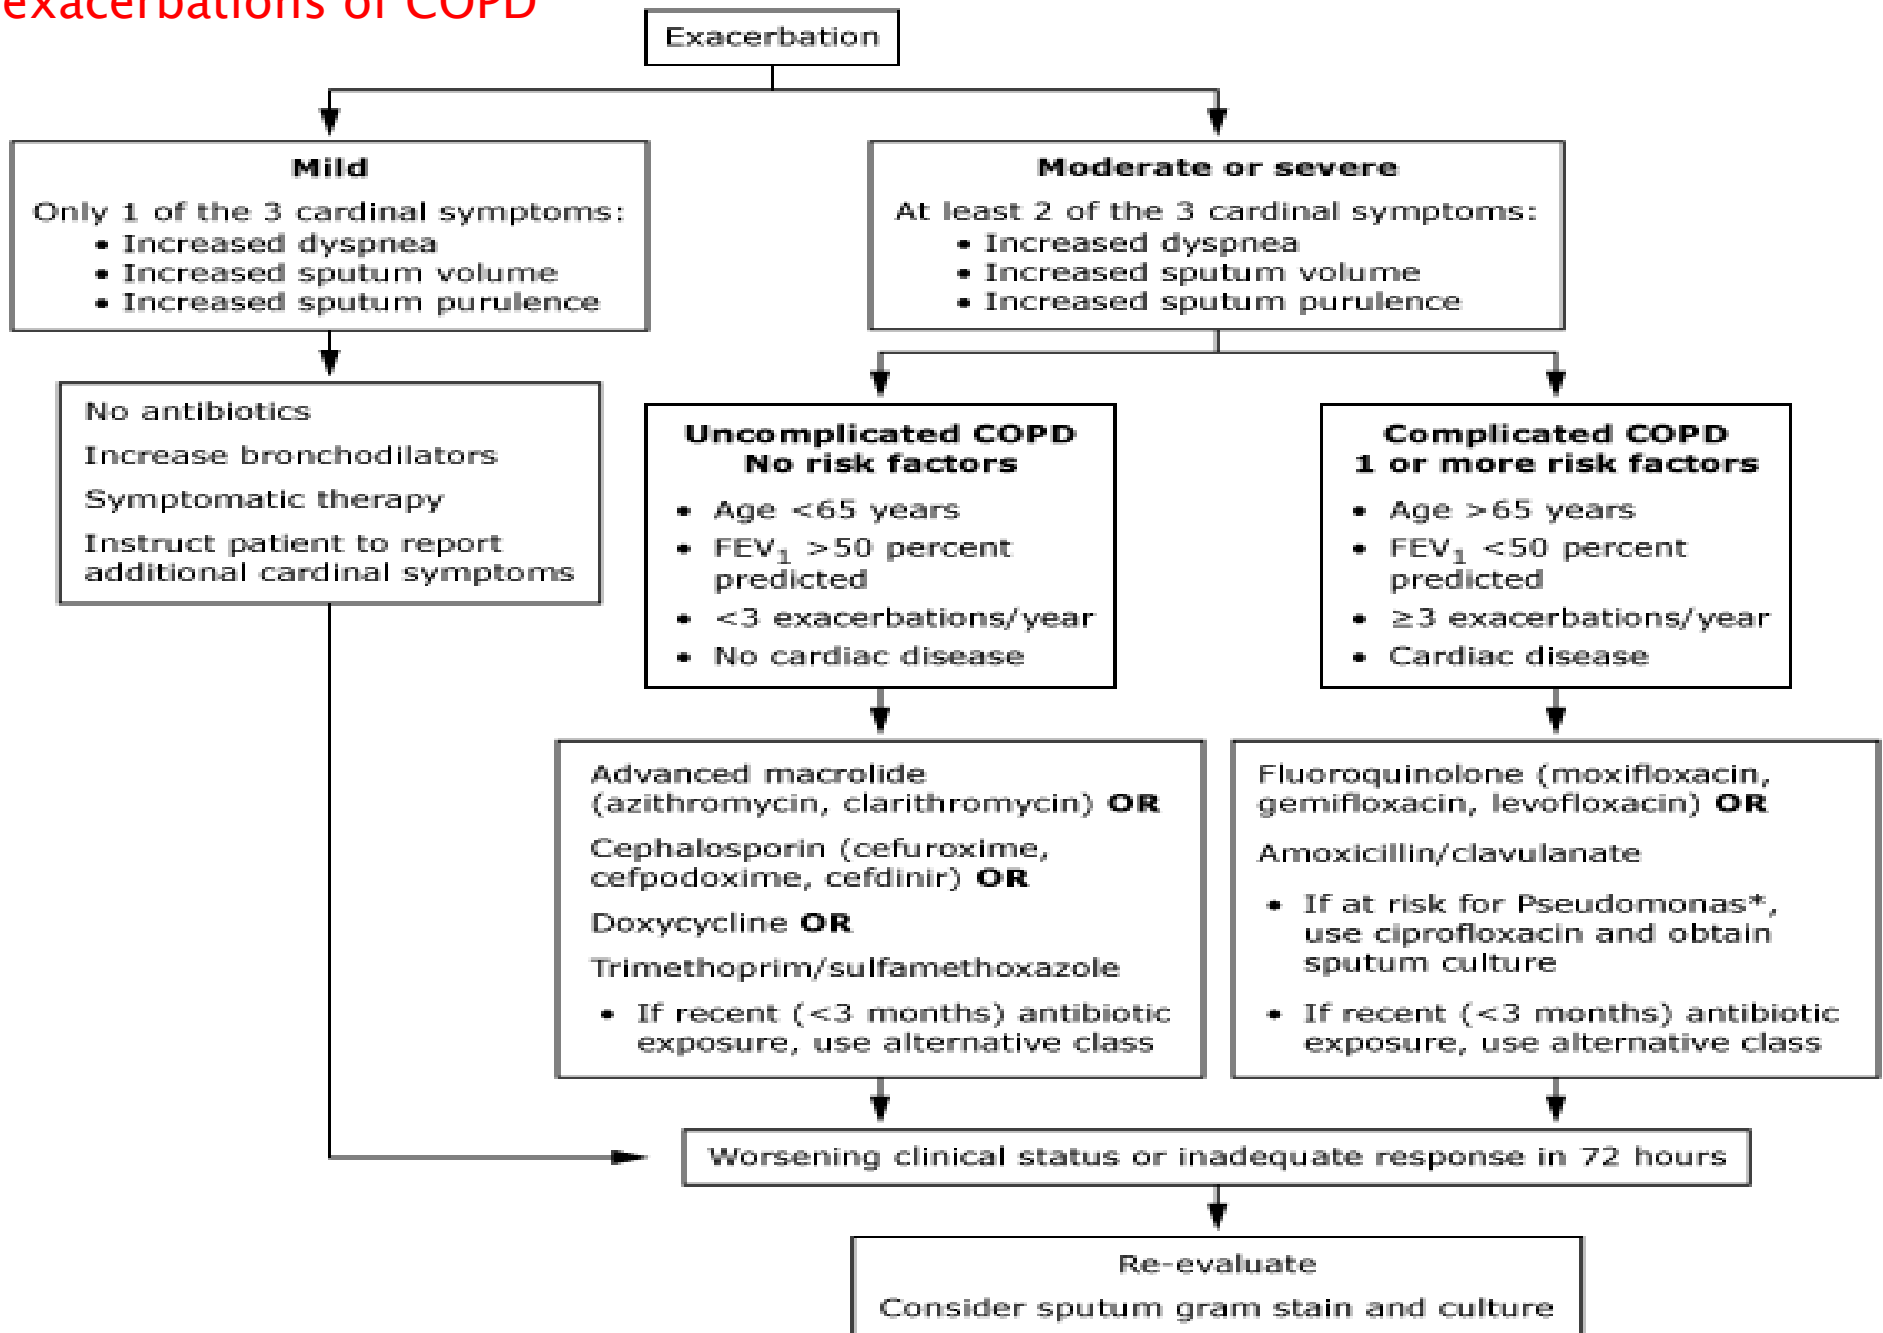 exacerbations of COPD
Exacerbation
Mild
Only 1 of the 3 cardinal symptoms:
• Increased dyspnea
• Increased sputum volume
• Increased sputum purulence
Moderate or severe
At least 2 of the 3 cardinal symptoms:
• Increased dyspnea
• Increased sputum volume
• Increased sputum purulence
No antibiotics
Increase bronchodilators
Symptomatic therapy
Instruct patient to report
additional cardinal symptoms
Uncomplicated COPD
No risk factors
• Age <65 years
• FEV₁ >50 percent
predicted
• <3 exacerbations/year
• No cardiac disease
Complicated COPD
1 or more risk factors
• Age >65 years
• FEV₁ <50 percent
predicted
• ≥3 exacerbations/year
• Cardiac disease
Advanced macrolide
(azithromycin, clarithromycin) OR
Cephalosporin (cefuroxime,
cefpodoxime, cefdinir) OR
Doxycycline OR
Trimethoprim/sulfamethoxazole
• If recent (<3 months) antibiotic
exposure, use alternative class
Fluoroquinolone (moxifloxacin,
gemifloxacin, levofloxacin) OR
Amoxicillin/clavulanate
• If at risk for Pseudomonas*,
use ciprofloxacin and obtain
sputum culture
• If recent (<3 months) antibiotic
exposure, use alternative class
Worsening clinical status or inadequate response in 72 hours
Re-evaluate
Consider sputum gram stain and culture